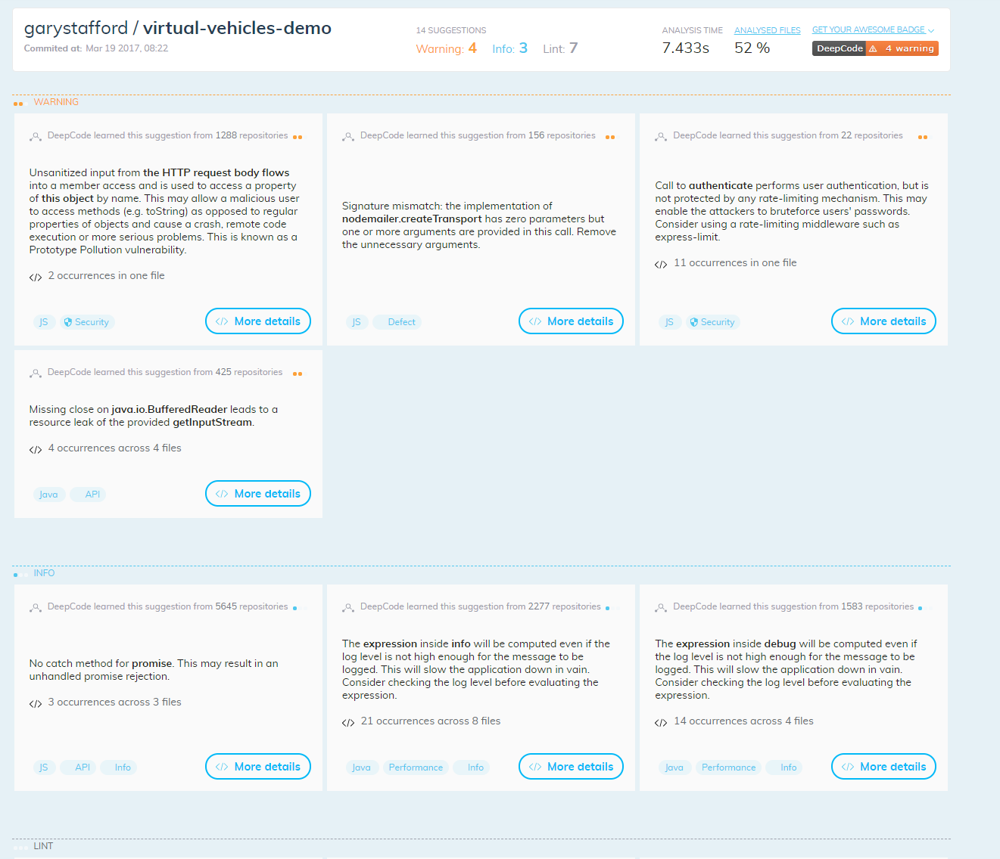 garystafford / virtual-vehicles-demo
Commited at: Mar 19 2017, 08:22
14 SUGGESTIONS
Warning: 4 Info: 3 Lint: 7
ANALYSIS TIME
7.433s
ANALYSED FILES
52 %
GET YOUR AWESOME BADGE
DeepCode 4 warning
WARNING
DeepCode learned this suggestion from 1288 repositories
Unsanitized input from the HTTP request body flows
into a member access and is used to access a property
of this object by name. This may allow a malicious user
to access methods (e.g. toString) as opposed to regular
properties of objects and cause a crash, remote code
execution or more serious problems. This is known as a
Prototype Pollution vulnerability.
</> 2 occurrences in one file
JS Security </> More details
DeepCode learned this suggestion from 156 repositories
Signature mismatch: the implementation of
nodemailer.createTransport has zero parameters but
one or more arguments are provided in this call. Remove
the unnecessary arguments.
JS Defect </> More details
DeepCode learned this suggestion from 22 repositories
Call to authenticate performs user authentication, but is
not protected by any rate-limiting mechanism. This may
enable the attackers to bruteforce users' passwords.
Consider using a rate-limiting middleware such as
express-limit.
</> 11 occurrences in one file
JS Security </> More details
DeepCode learned this suggestion from 425 repositories
Missing close on java.io.BufferedReader leads to a
resource leak of the provided getInputStream.
</> 4 occurrences across 4 files
Java API </> More details
INFO
DeepCode learned this suggestion from 5645 repositories
No catch method for promise. This may result in an
unhandled promise rejection.
</> 3 occurrences across 3 files
JS API Info </> More details
DeepCode learned this suggestion from 2277 repositories
The expression inside info will be computed even if the
log level is not high enough for the message to be
logged. This will slow the application down in vain.
Consider checking the log level before evaluating the
expression.
</> 21 occurrences across 8 files
Java Performance Info </> More details
DeepCode learned this suggestion from 1583 repositories
The expression inside debug will be computed even if
the log level is not high enough for the message to be
logged. This will slow the application down in vain.
Consider checking the log level before evaluating the
expression.
</> 14 occurrences across 4 files
Java Performance Info </> More details
LINT